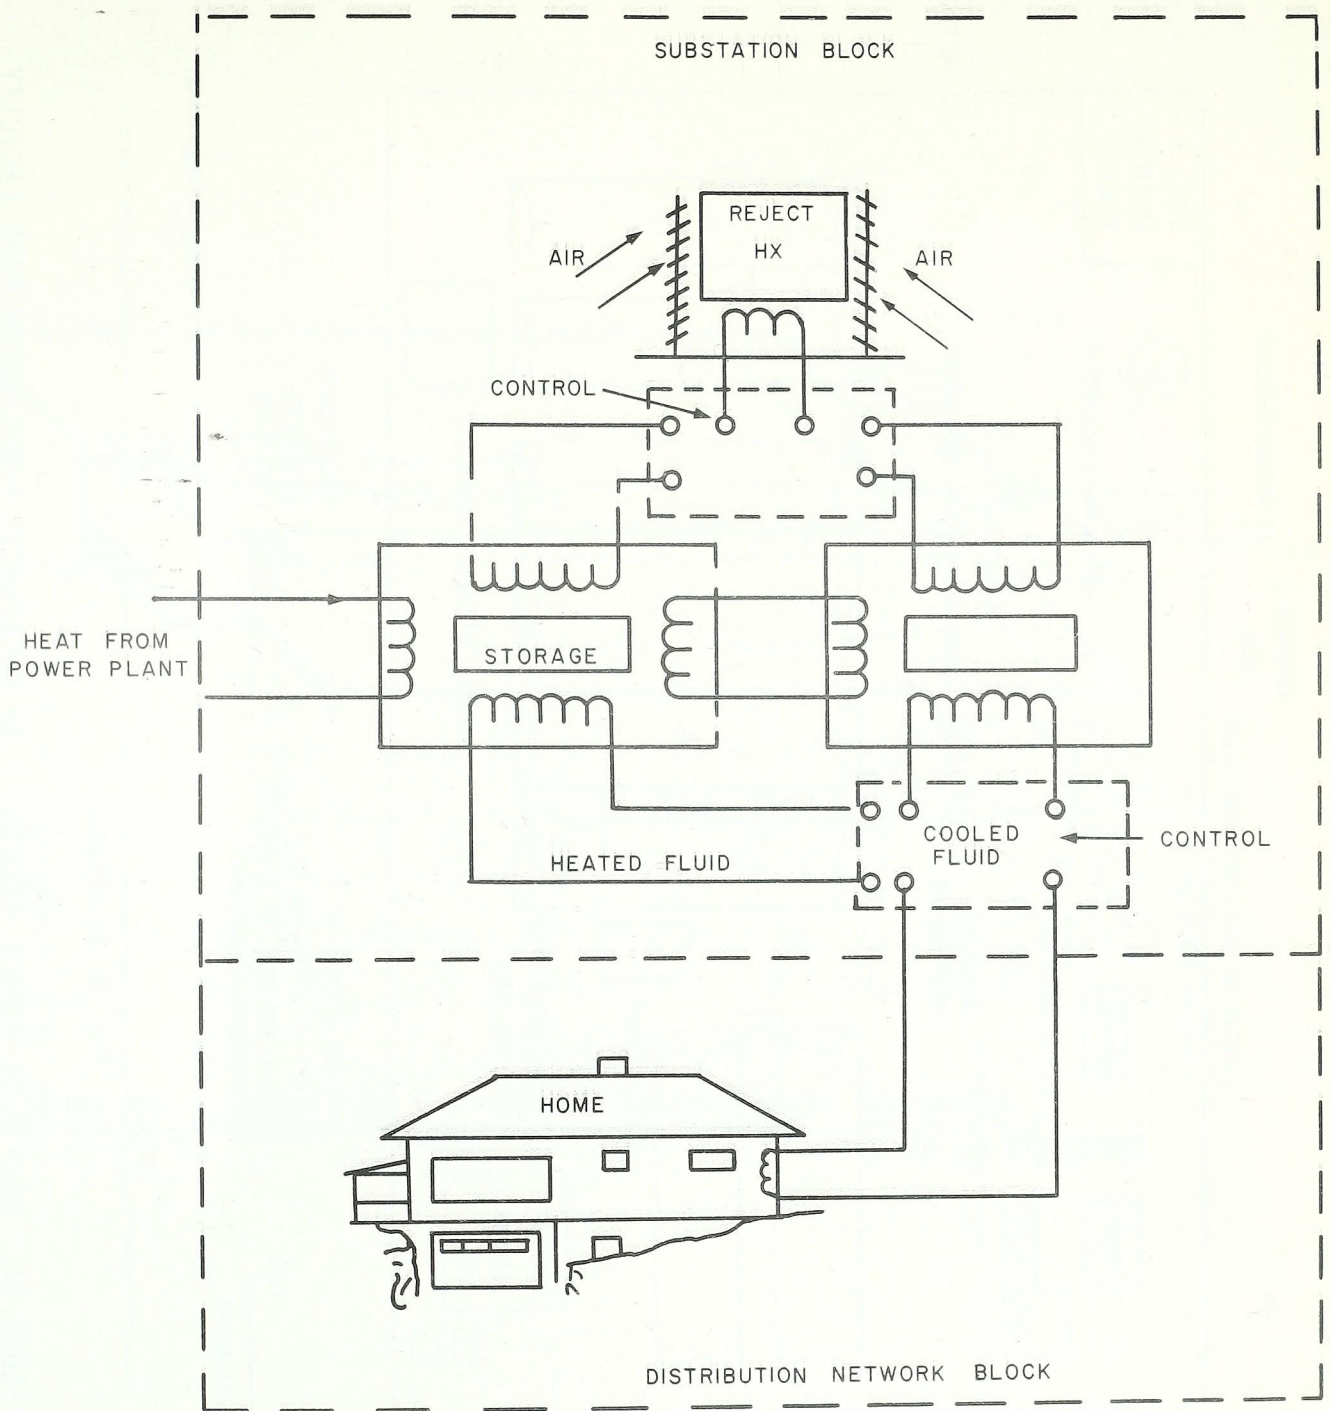 SUBSTATION BLOCK
REJECT
HX
AIR
AIR
CONTROL
HEAT FROM
POWER PLANT
STORAGE
COOLED
FLUID
CONTROL
HEATED FLUID
HOME
DISTRIBUTION NETWORK BLOCK